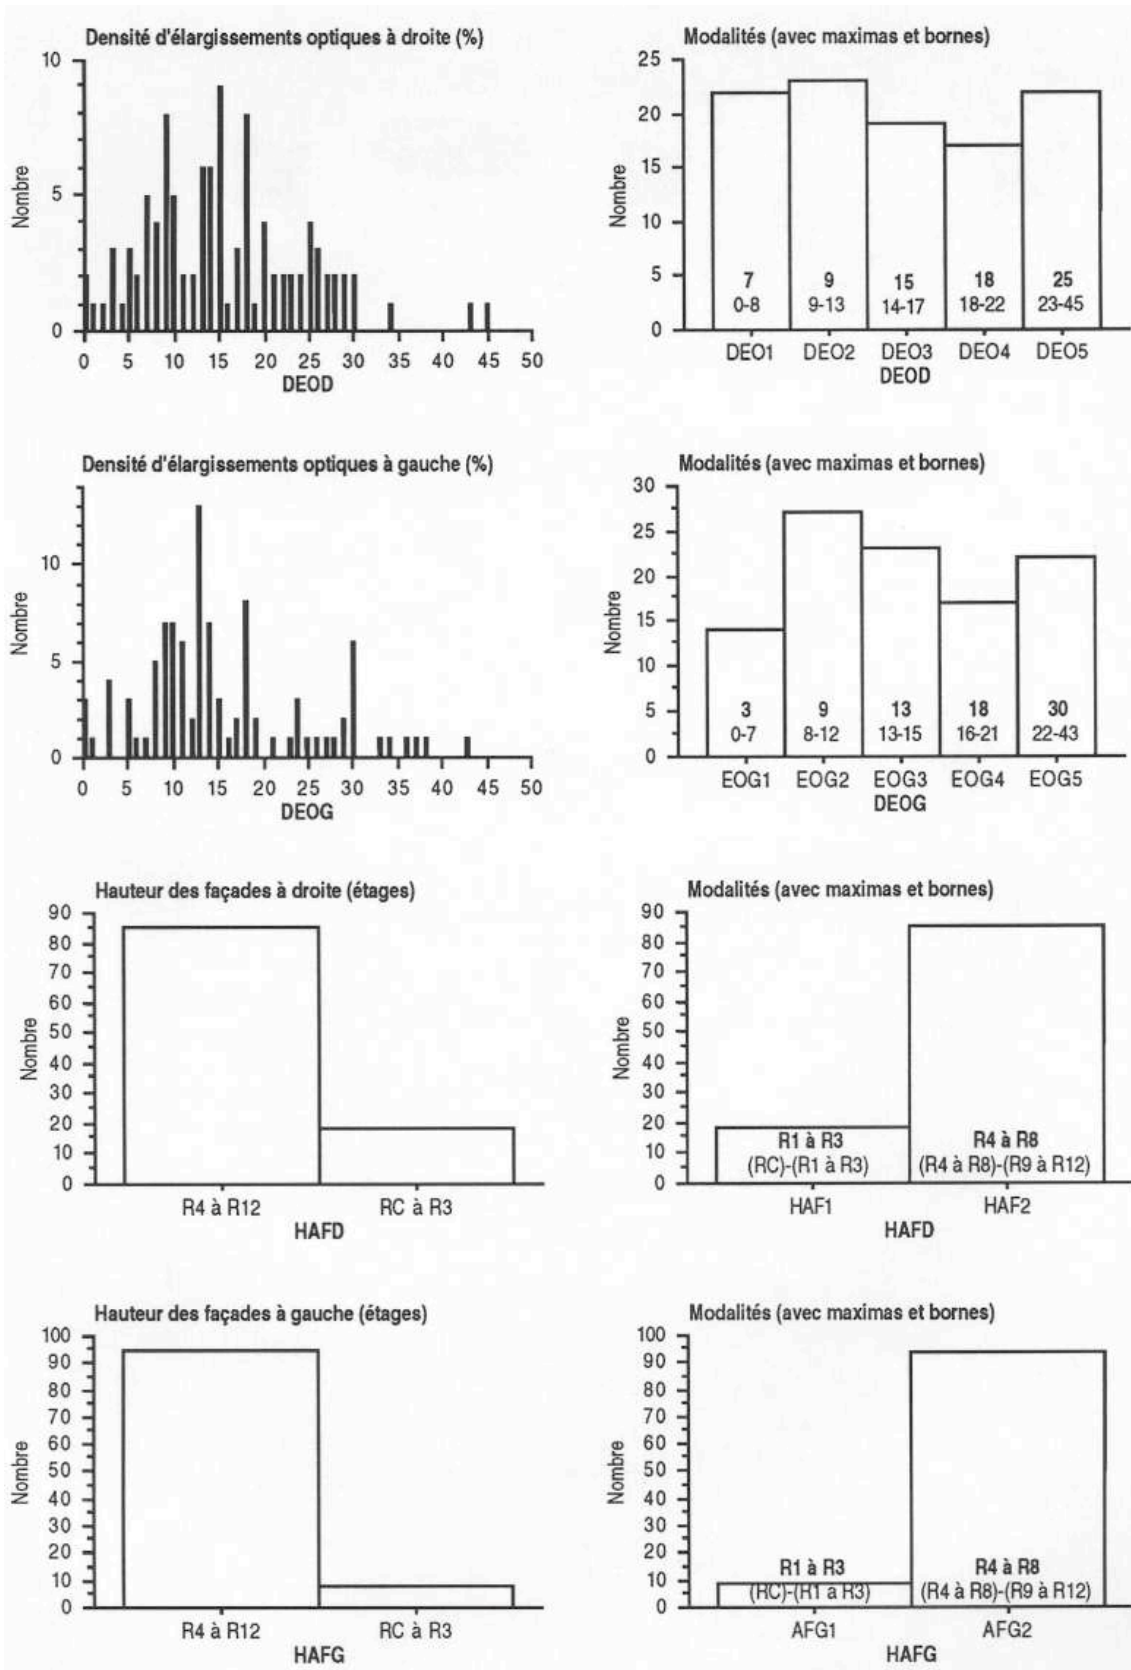 Densité d'élargissements optiques à droite (%)
10
5
0
Nombre
0 5 10 15 20 25 30 35 40 45 50
DEOD
Modalités (avec maximas et bornes)
25
20
15
10
5
0
Nombre
7 9 15 18 25
0-8 9-13 14-17 18-22 23-45
DEO1 DEO2 DEO3 DEO4 DEO5
DEOD
Densité d'élargissements optiques à gauche (%)
10
5
0
Nombre
0 5 10 15 20 25 30 35 40 45 50
DEOG
Modalités (avec maximas et bornes)
30
25
20
15
10
5
0
Nombre
3 9 13 18 30
0-7 8-12 13-15 16-21 22-43
EOG1 EOG2 EOG3 EOG4 EOG5
DEOG
Hauteur des façades à droite (étages)
90
80
70
60
50
40
30
20
10
0
Nombre
R4 à R12 RC à R3
HAFD
Modalités (avec maximas et bornes)
90
80
70
60
50
40
30
20
10
0
Nombre
R1 à R3 R4 à R8
(RC)-(R1 à R3) (R4 à R8)-(R9 à R12)
HAF1 HAF2
HAFD
Hauteur des façades à gauche (étages)
100
90
80
70
60
50
40
30
20
10
0
Nombre
R4 à R12 RC à R3
HAFG
Modalités (avec maximas et bornes)
100
90
80
70
60
50
40
30
20
10
0
Nombre
R1 à R3 R4 à R8
(RC)-(R1 à R3) (R4 à R8)-(R9 à R12)
AFG1 AFG2
HAFG